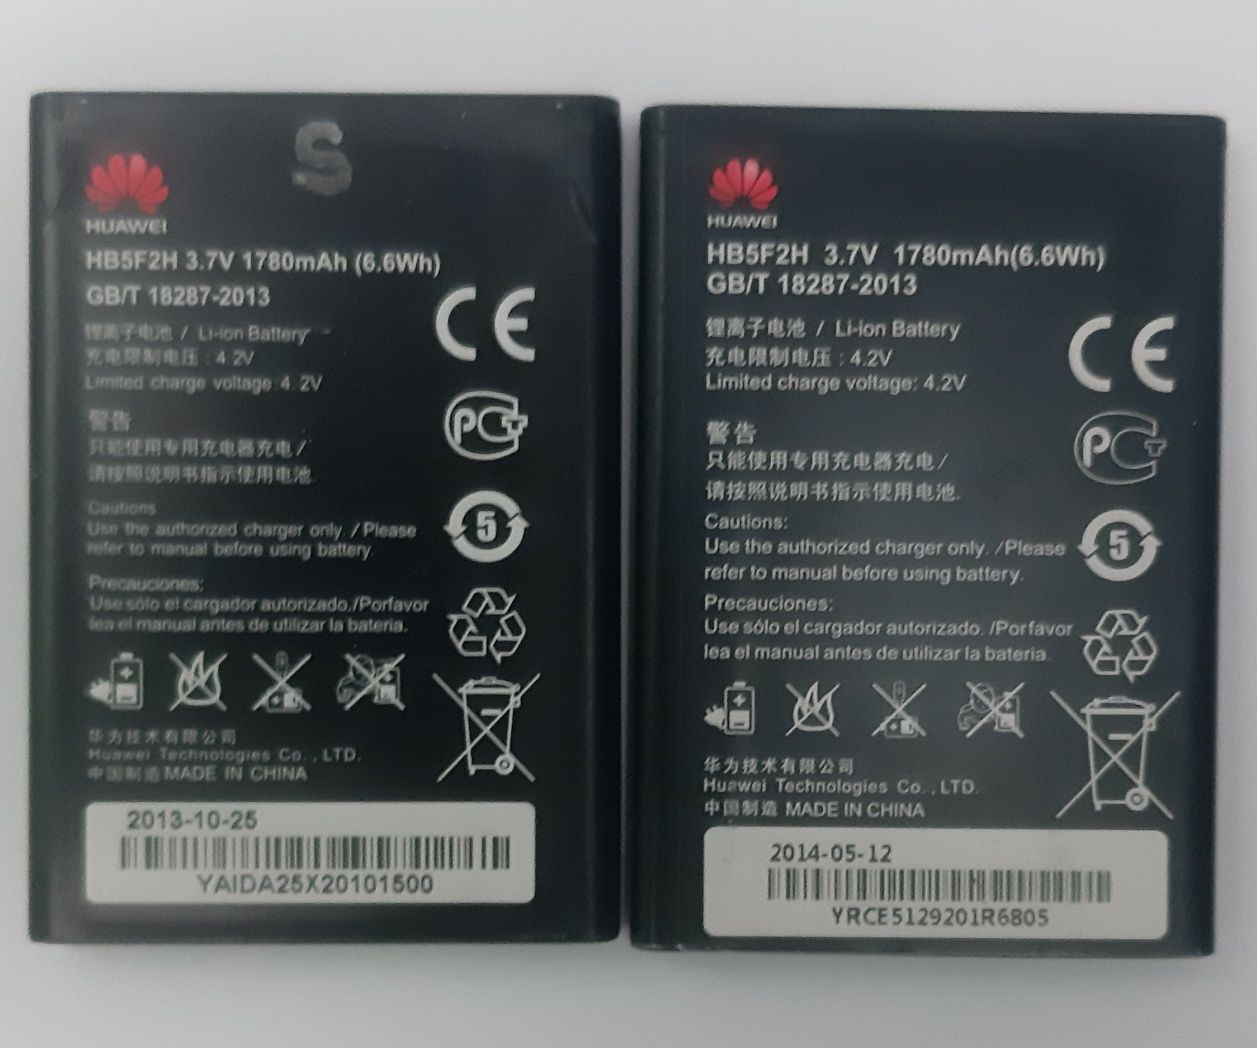 S
HUAWEI
HB5F2H 3.7V 1780mAh (6.6Wh)
GB/T 18287-2013
锂离子电池 / Li-ion Battery
充电限制电压 : 4.2V
Limited charge voltage: 4.2V
警告
只能使用专用充电器充电/
请按照说明书指示使用电池.
Cautions
Use the authorized charger only. /Please
refer to manual before using battery.
Precauciones:
Use sólo el cargador autorizado./Porfavor
lea el manual antes de utilizar la bateria.
华为技术有限公司
Huawei Technologies Co. , LTD.
中国制造 MADE IN CHINA
CE
PCT
5
2013-10-25
YAIDA25X20101500
HUAWEI
HB5F2H 3.7V 1780mAh(6.6Wh)
GB/T 18287-2013
锂离子电池 / Li-ion Battery
充电限制电压 : 4.2V
Limited charge voltage: 4.2V
警告
只能使用专用充电器充电/
请按照说明书指示使用电池.
Cautions:
Use the authorized charger only. /Please
refer to manual before using battery.
Precauciones:
Use sólo el cargador autorizado. /Porfavor
lea el manual antes de utilizar la bateria.
华为技术有限公司
Huawei Technologies Co. , LTD.
中国制造 MADE IN CHINA
CE
PCT
5
2014-05-12
YRCE5129201R6805